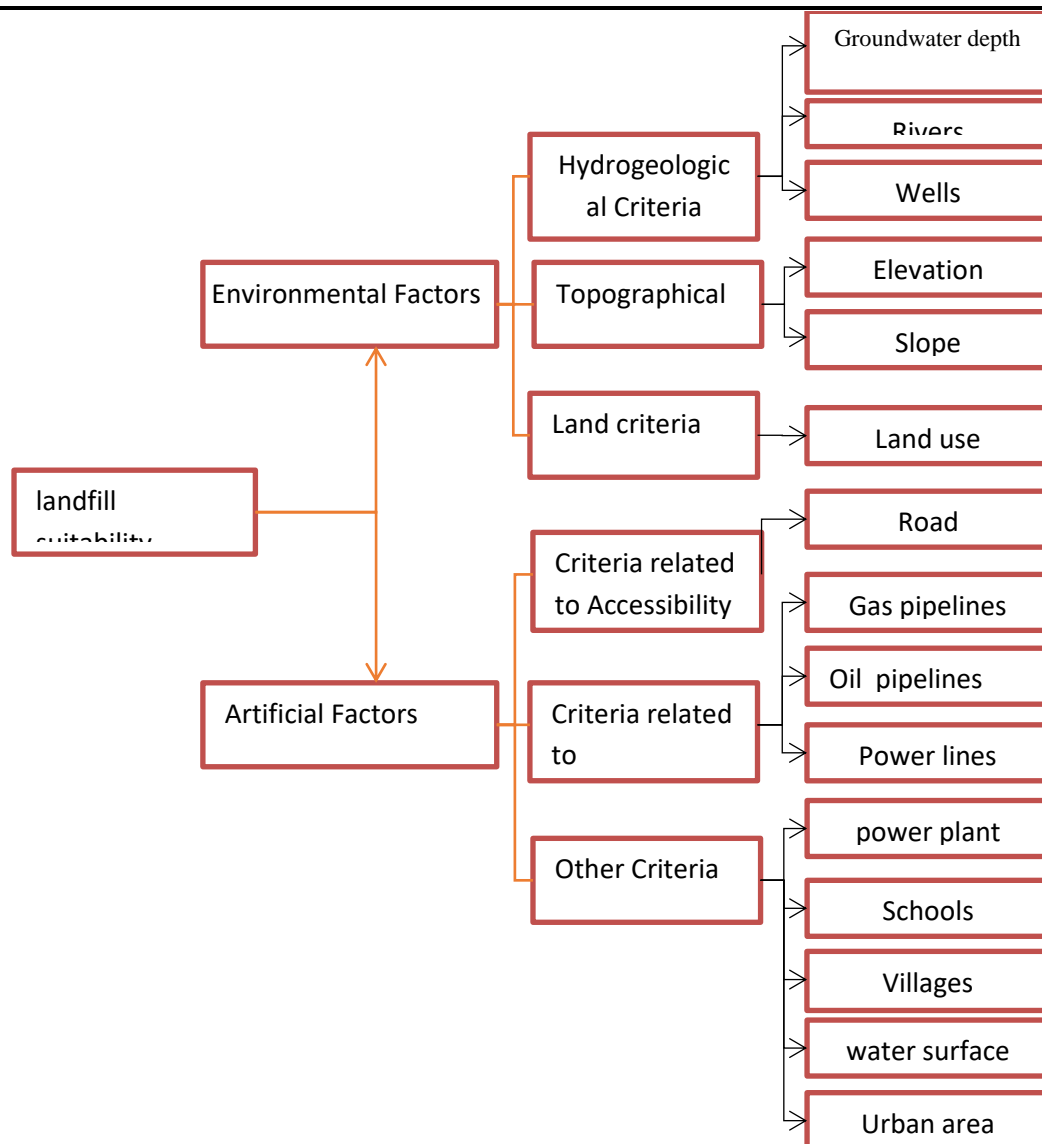 Groundwater depth
Rivers
Hydrogeologic
al Criteria
Wells
Environmental Factors
Topographical
Elevation
Slope
Land criteria
Land use
landfill
suitability
Road
Criteria related
to Accessibility
Gas pipelines
Oil pipelines
Artificial Factors
Criteria related
to
Power lines
power plant
Other Criteria
Schools
Villages
water surface
Urban area